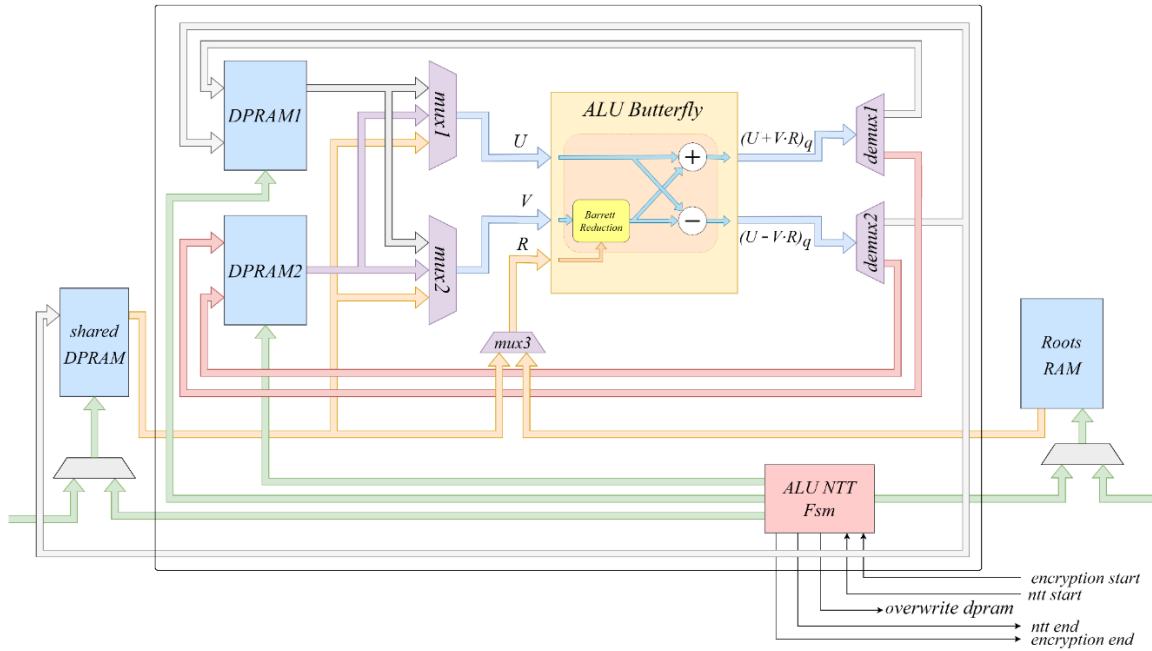 DPRAM1
mux1
ALU Butterfly
U
(U + V·R)q
demux1
DPRAM2
mux2
V
Barrett
Reduction
R
+
−
(U − V·R)q
demux2
shared
DPRAM
mux3
Roots
RAM
ALU NTT
Fsm
encryption start
ntt start
overwrite dpram
ntt end
encryption end